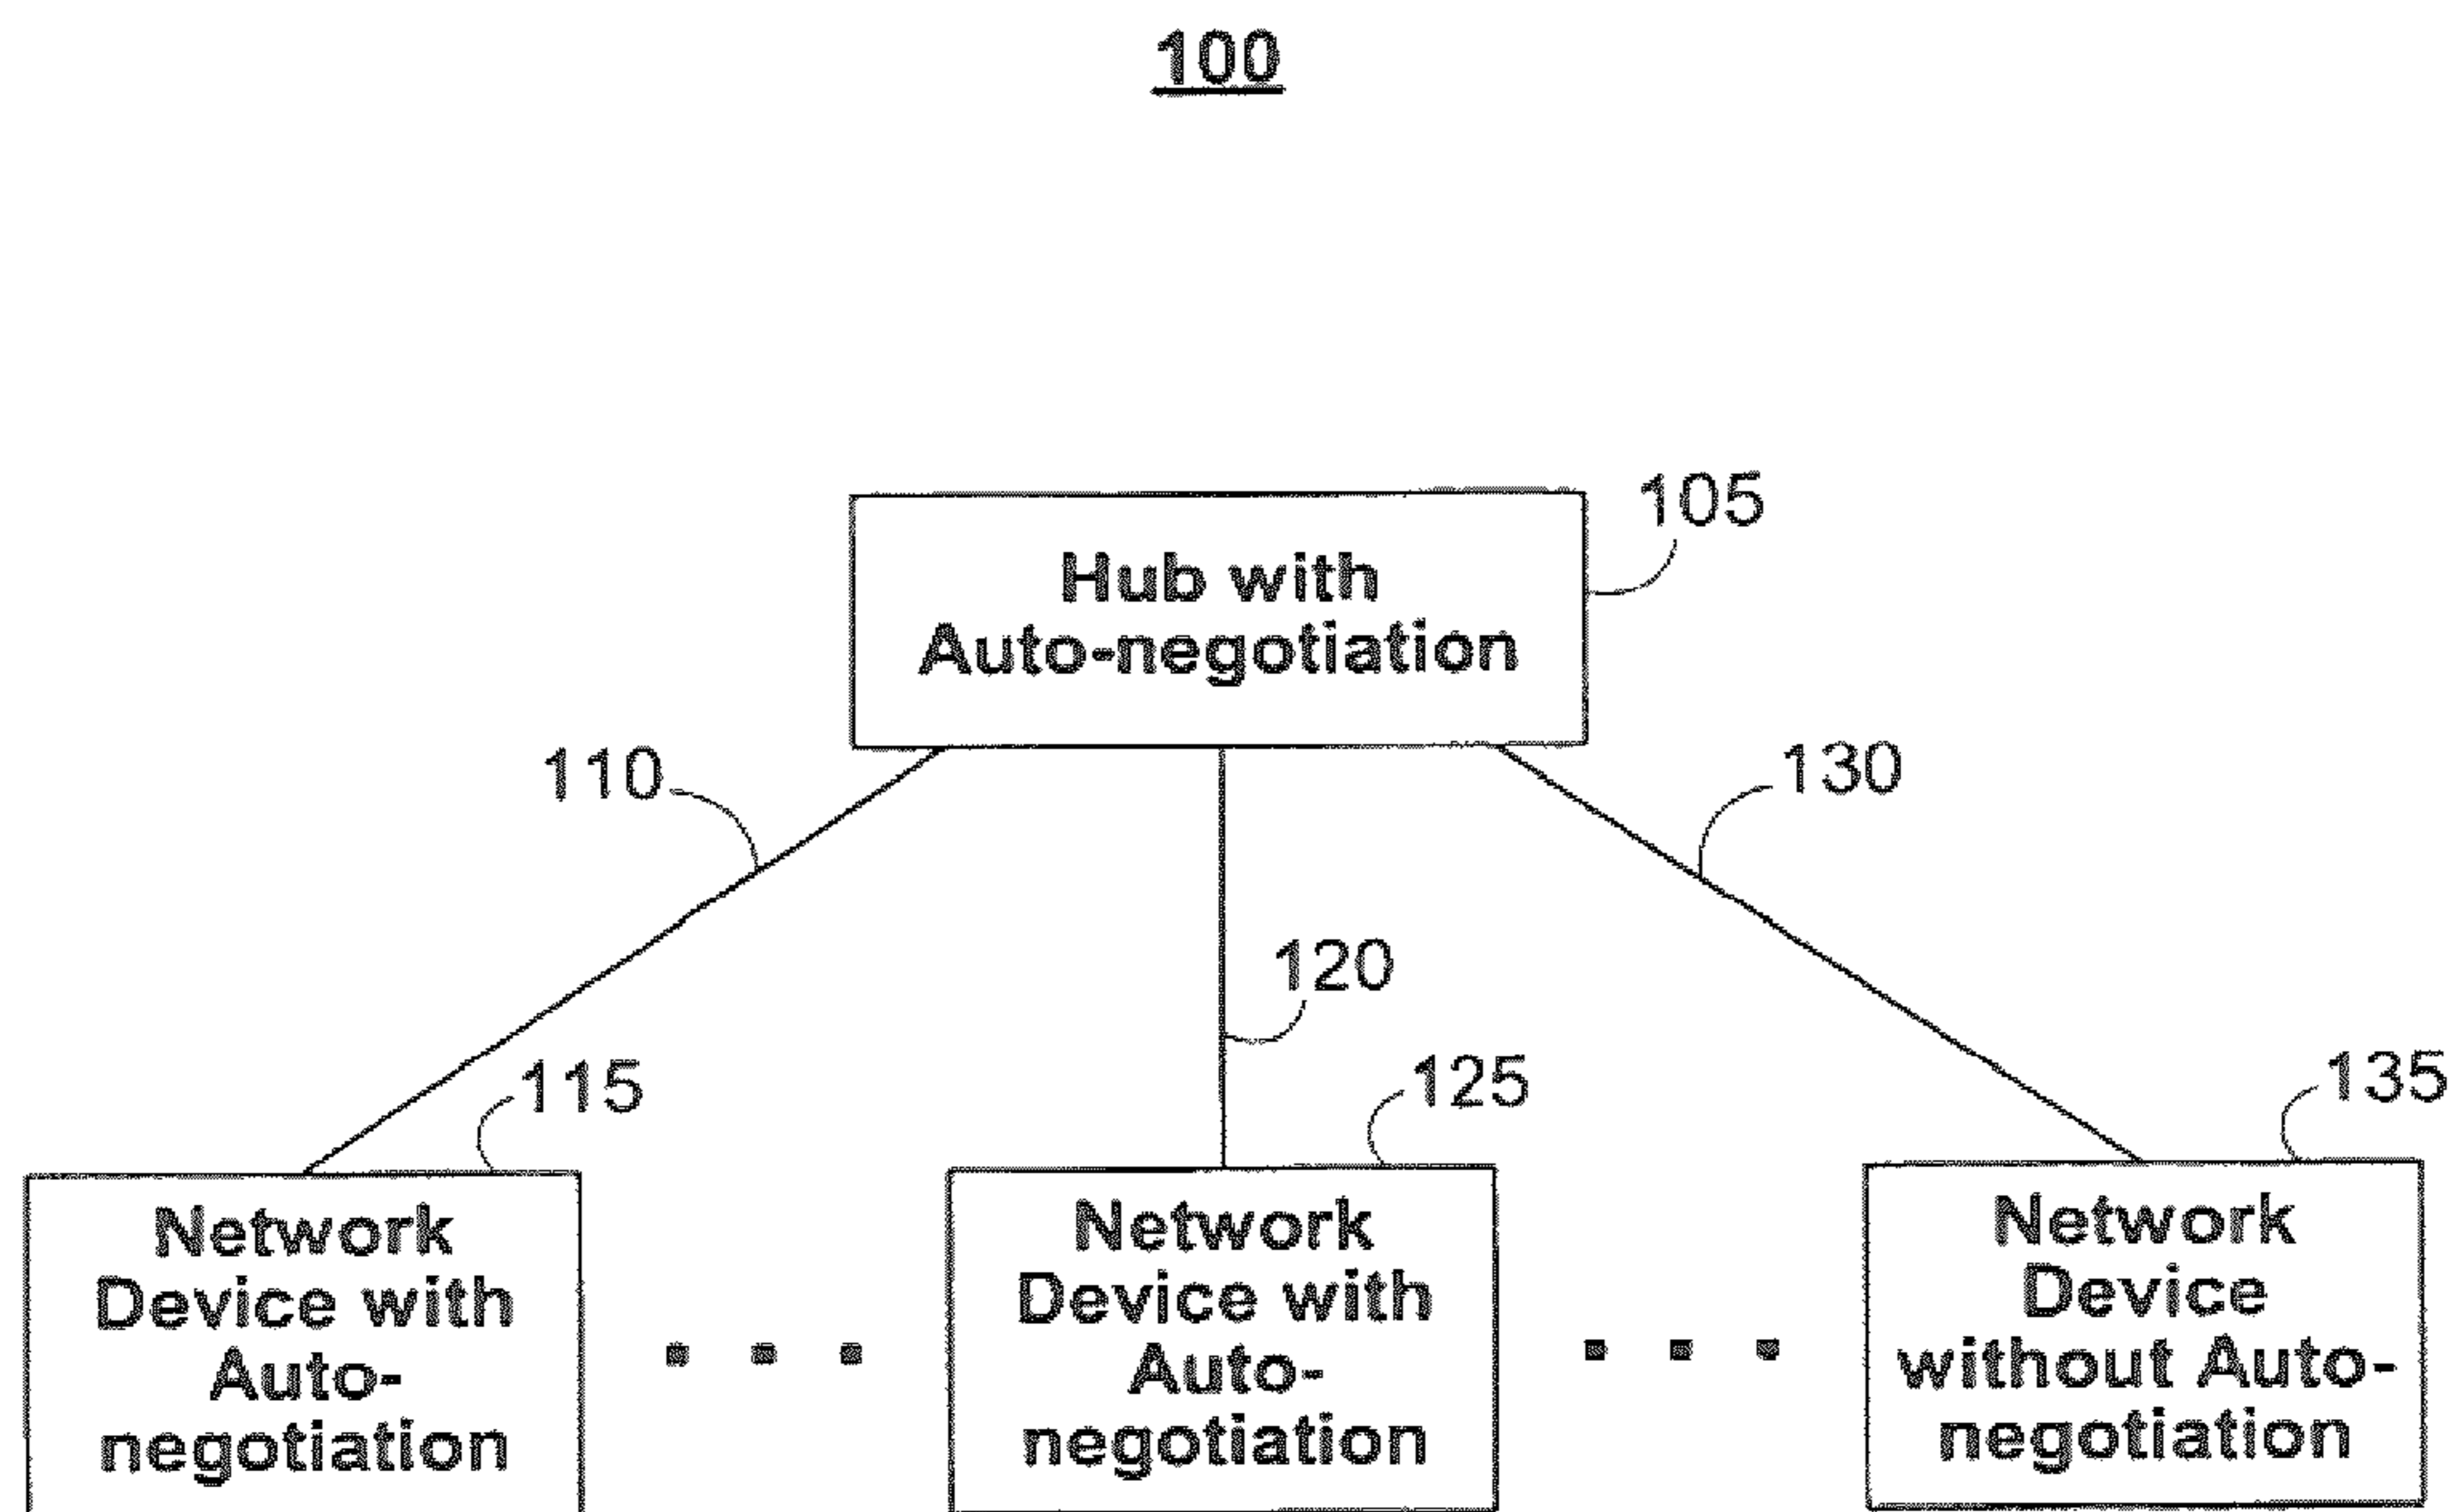 100
105
Hub with
Auto-negotiation
110
130
120
115
125
135
Network
Device with
Auto-
negotiation
Network
Device with
Auto-
negotiation
Network
Device
without Auto-
negotiation